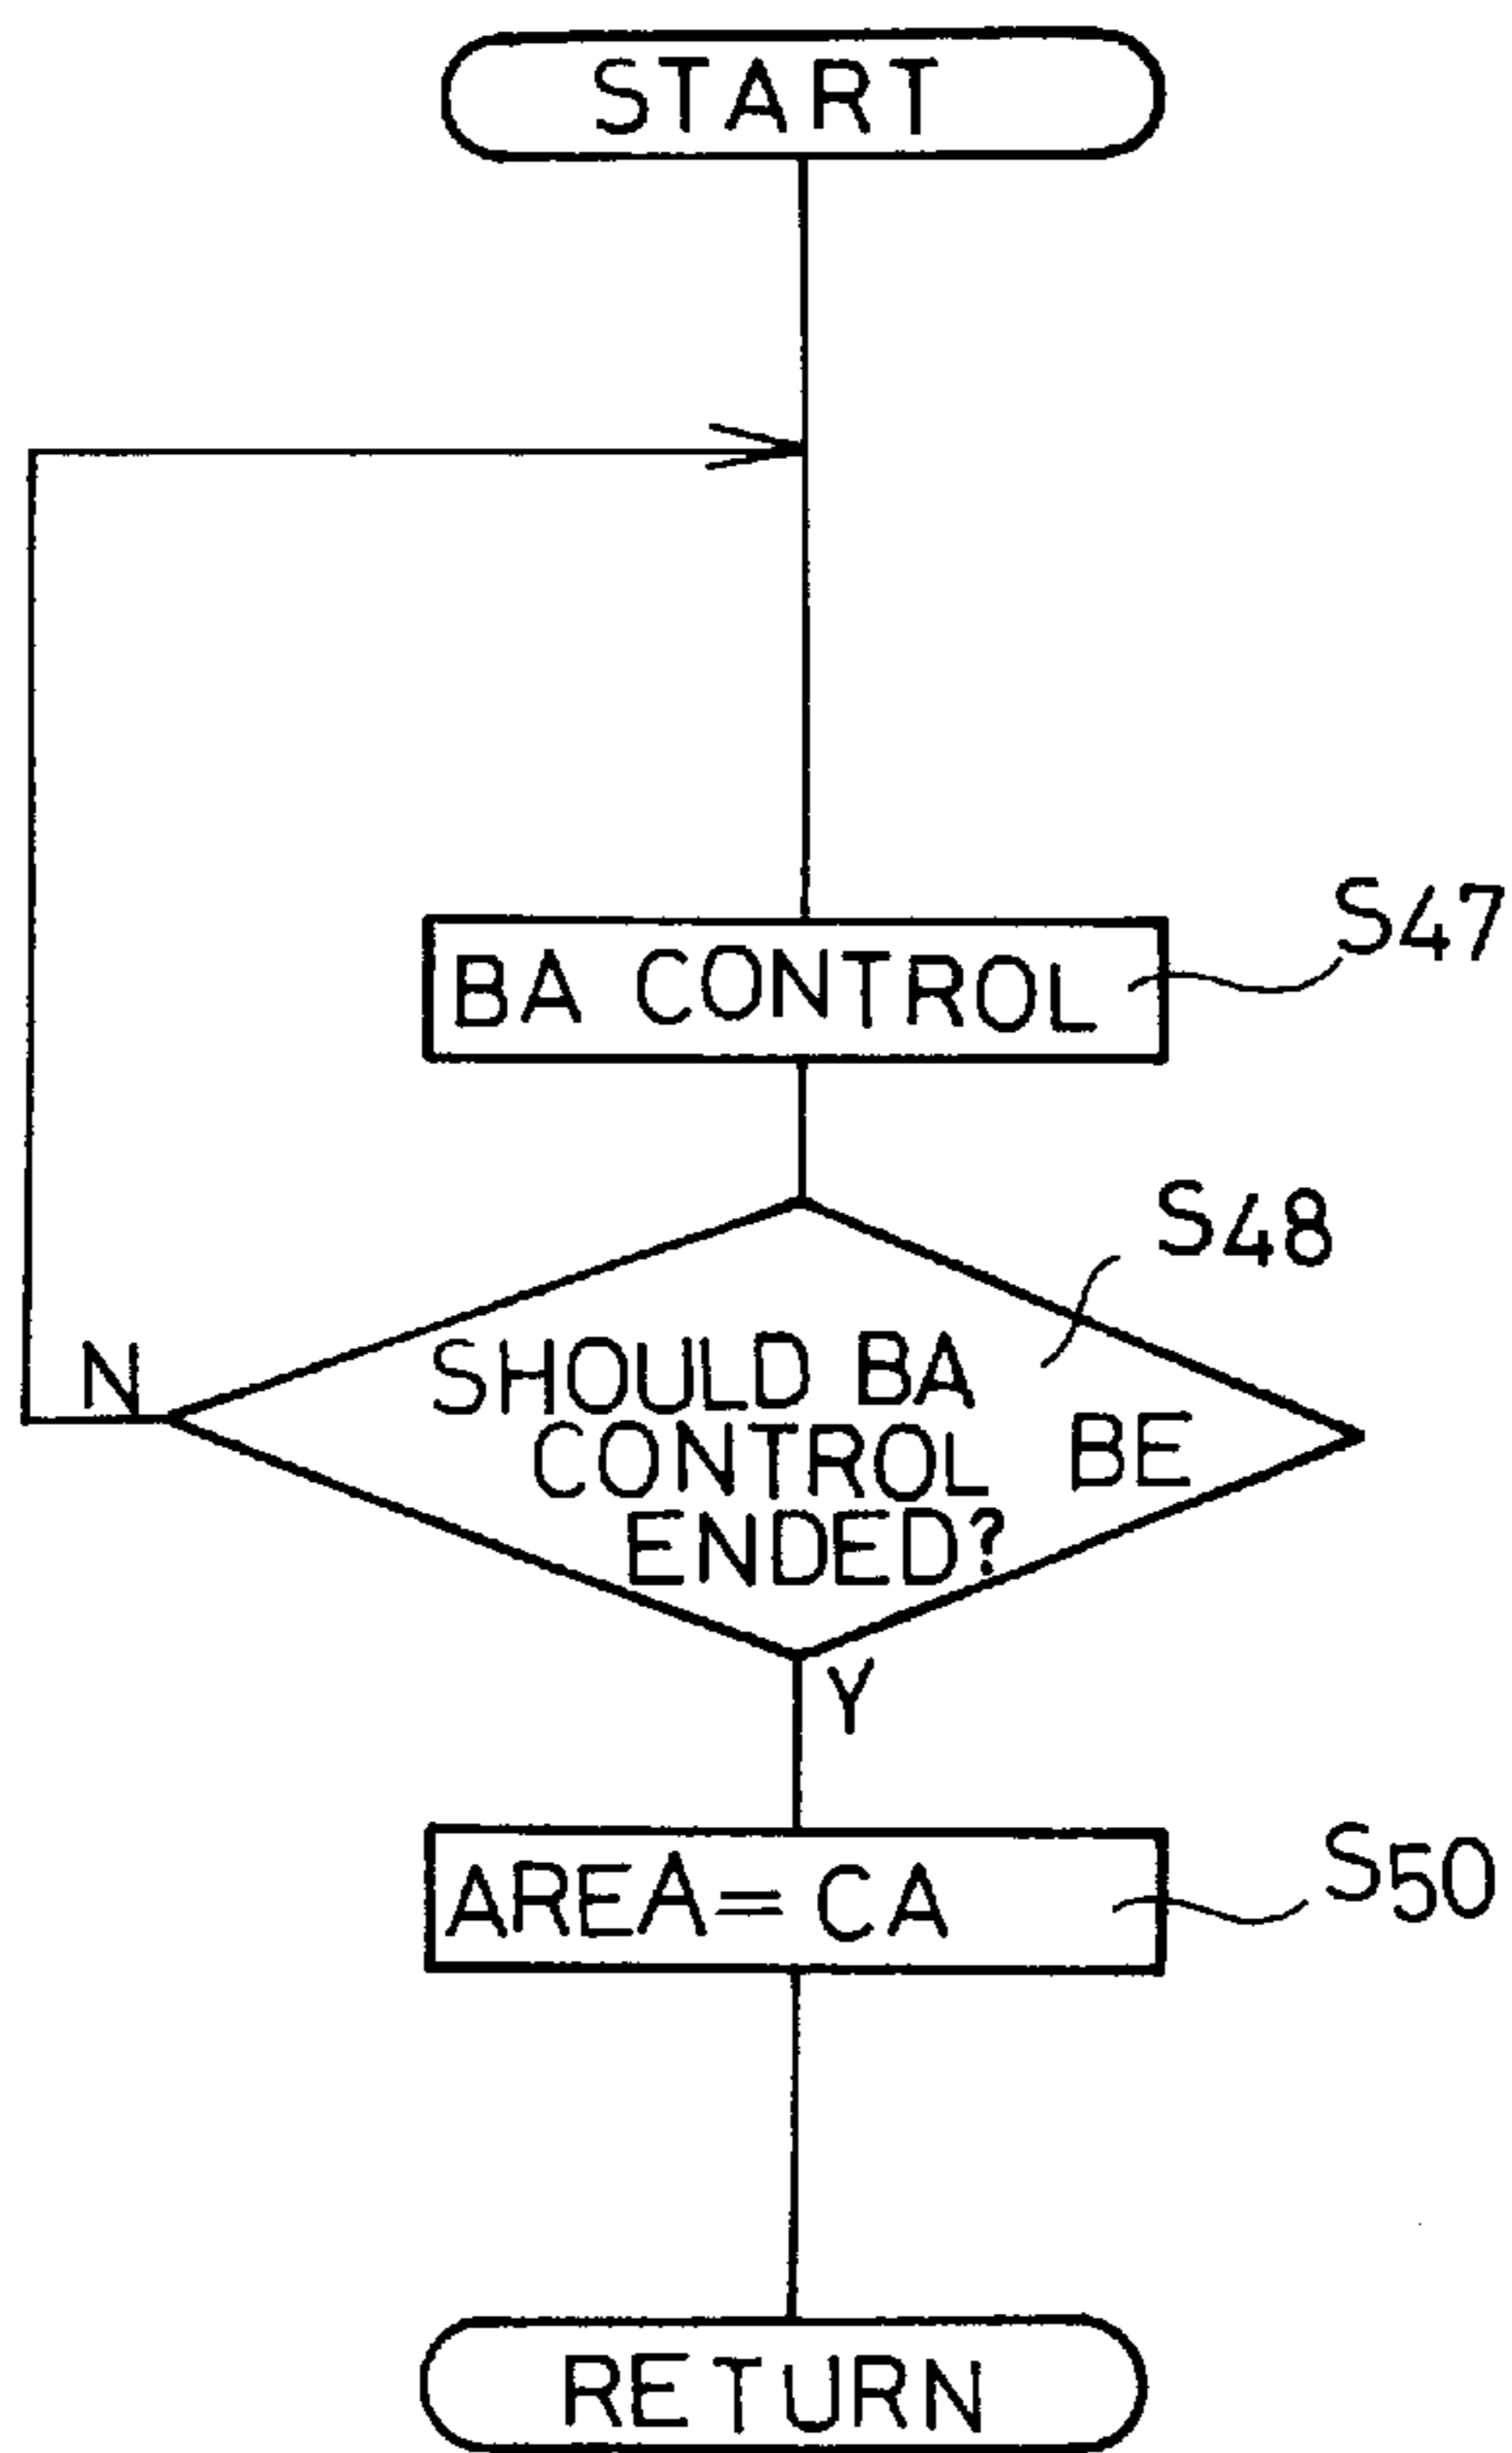 START
BA CONTROL
S47
S48
N
SHOULD BA
CONTROL BE
ENDED?
Y
AREA=CA
S50
RETURN